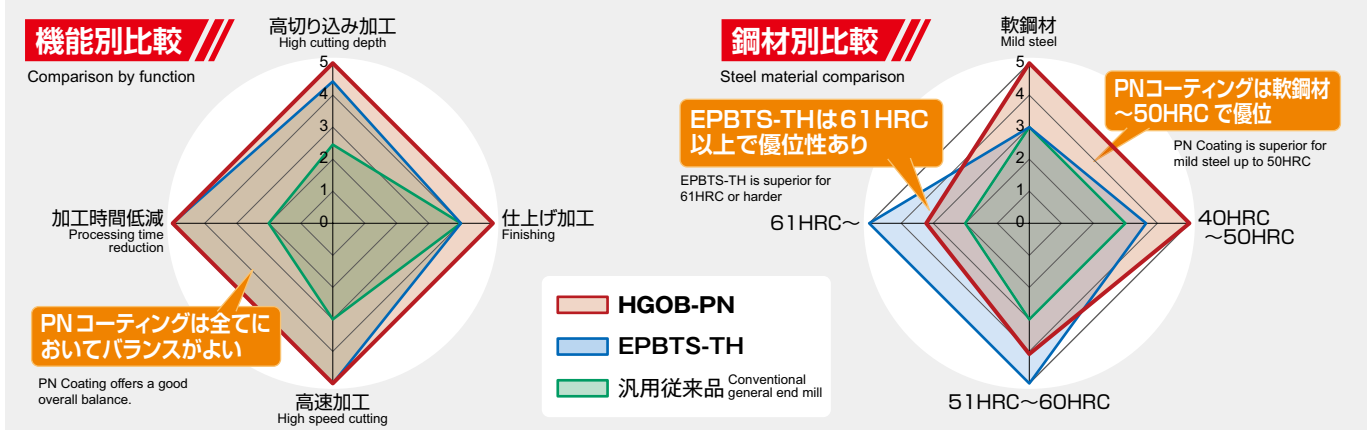 機能別比較
Comparison by function
高切り込み加工
High cutting depth
5
4
3
2
1
0
加工時間低減
Processing time
reduction
仕上げ加工
Finishing
PNコーティングは全てに
おいてバランスがよい
PN Coating offers a good
overall balance.
高速加工
High speed cutting
鋼材別比較
Steel material comparison
軟鋼材
Mild steel
5
4
3
2
1
0
EPBTS-THは61HRC
以上で優位性あり
EPBTS-TH is superior for
61HRC or harder
PNコーティングは軟鋼材
~50HRCで優位
PN Coating is superior for
mild steel up to 50HRC
61HRC~
40HRC
~50HRC
51HRC~60HRC
HGOB-PN
EPBTS-TH
汎用従来品 Conventional
general end mill